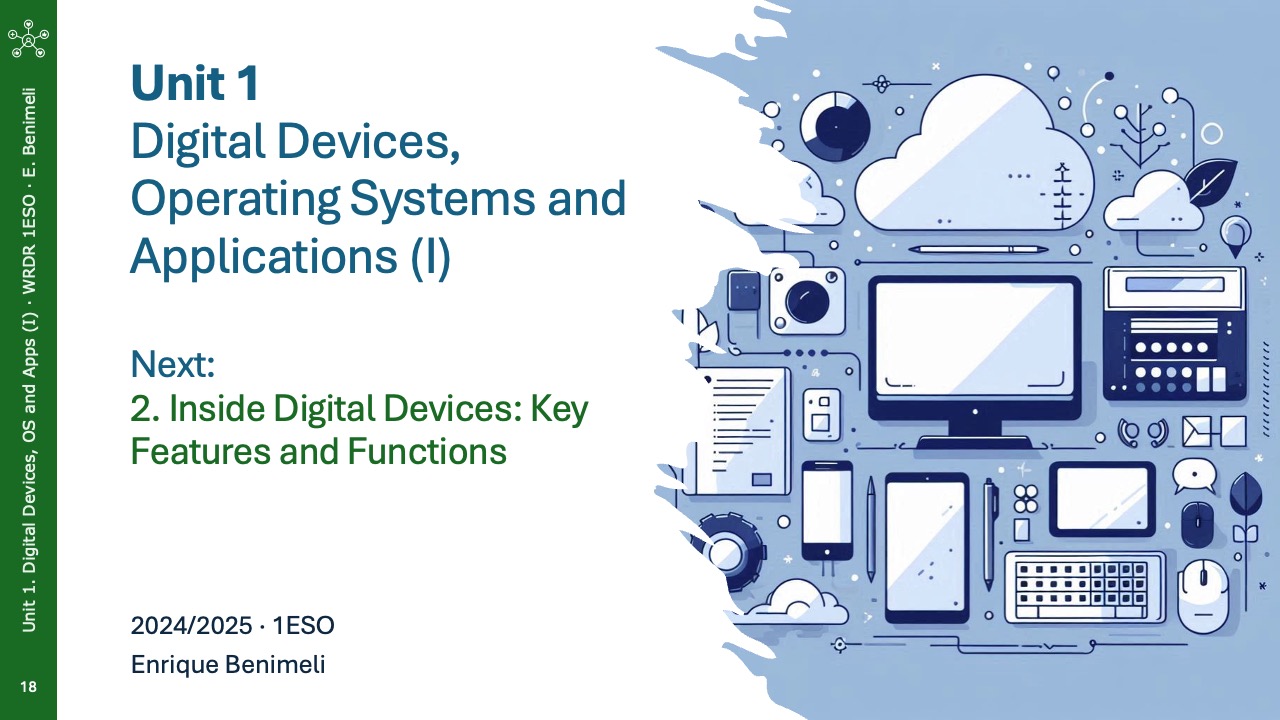 Unit 1. Digital Devices, OS and Apps (I) · WRDR 1ESO · E. Benimeli
18
Unit 1
Digital Devices,
Operating Systems and
Applications (I)
Next:
2. Inside Digital Devices: Key
Features and Functions
2024/2025 · 1ESO
Enrique Benimeli